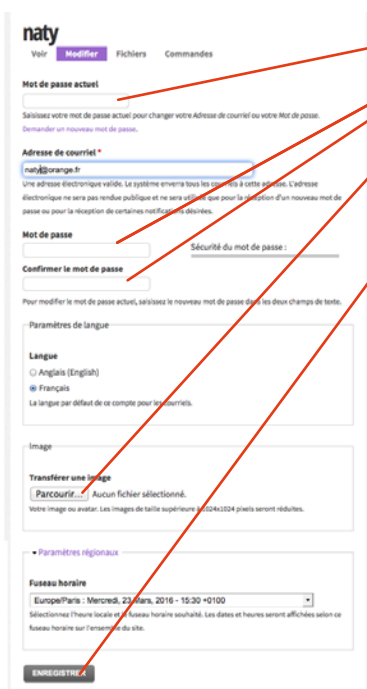 naty
Voir Modifier Fichiers Commandes
Mot de passe actuel
Saisissez votre mot de passe actuel pour changer votre Adresse de courriel ou votre Mot de passe.
Demander un nouveau mot de passe.
Adresse de courriel *
naty@orange.fr
Une adresse électronique valide. Le système enverra tous les courriels à cette adresse. L'adresse
électronique ne sera pas rendue publique et ne sera utilisée que pour la réception d'un nouveau mot de
passe ou pour la réception de certaines notifications désirées.
Mot de passe
Sécurité du mot de passe :
Confirmer le mot de passe
Pour modifier le mot de passe actuel, saisissez le nouveau mot de passe dans les deux champs de texte.
Paramètres de langue
Langue
Anglais (English)
Français
La langue par défaut de ce compte pour les courriels.
Image
Transférer une image
Parcourir... Aucun fichier sélectionné.
Votre image ou avatar. Les images de taille supérieure à 1024x1024 pixels seront réduites.
Paramètres régionaux
Fuseau horaire
Europe/Paris : Mercredi, 23 Mars, 2016 - 15:30 +0100
Sélectionnez l'heure locale et le fuseau horaire souhaité. Les dates et heures seront affichées selon ce
fuseau horaire sur l'ensemble du site.
ENREGISTRER